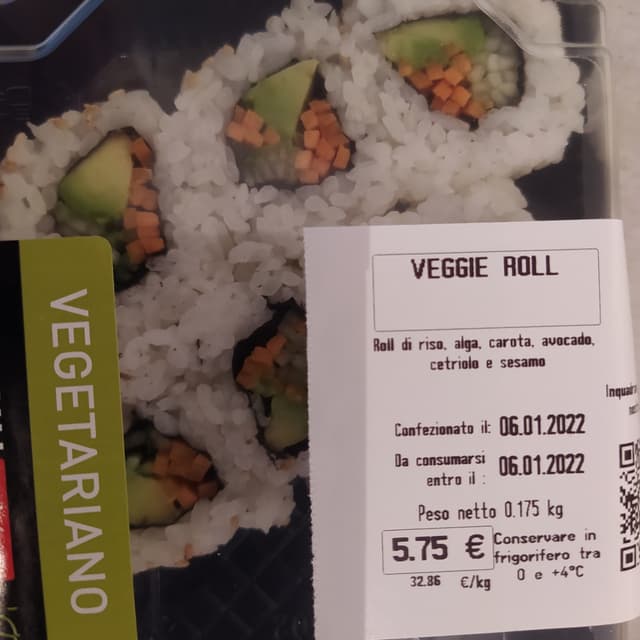 VEGETARIANO
VEGGIE ROLL
Roll di riso, alga, carota, avocado,
cetriolo e sesamo
Confezionato il: 06.01.2022
Da consumarsi
entro il : 06.01.2022
Peso netto 0.175 kg
5.75 €
32.86 €/kg
Conservare in
frigorifero tra
0 e +4°C